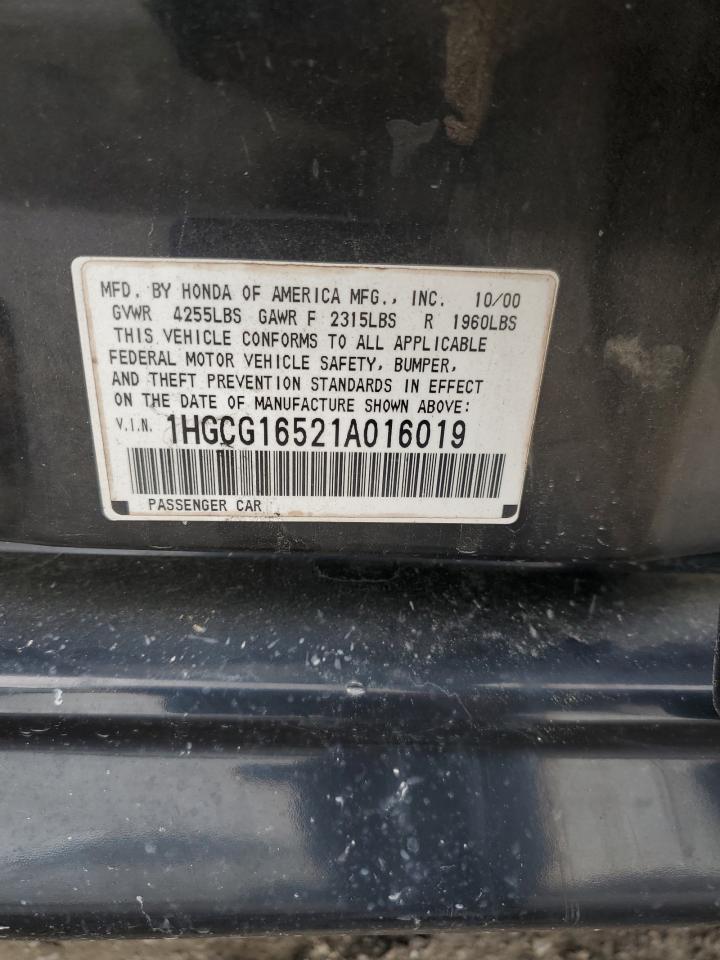 MFD. BY HONDA OF AMERICA MFG., INC. 10/00
GVWR 4255LBS GAWR F 2315LBS R 1960LBS
THIS VEHICLE CONFORMS TO ALL APPLICABLE
FEDERAL MOTOR VEHICLE SAFETY, BUMPER,
AND THEFT PREVENTION STANDARDS IN EFFECT
ON THE DATE OF MANUFACTURE SHOWN ABOVE:
V.I.N. 1HGCG16521A016019
PASSENGER CAR